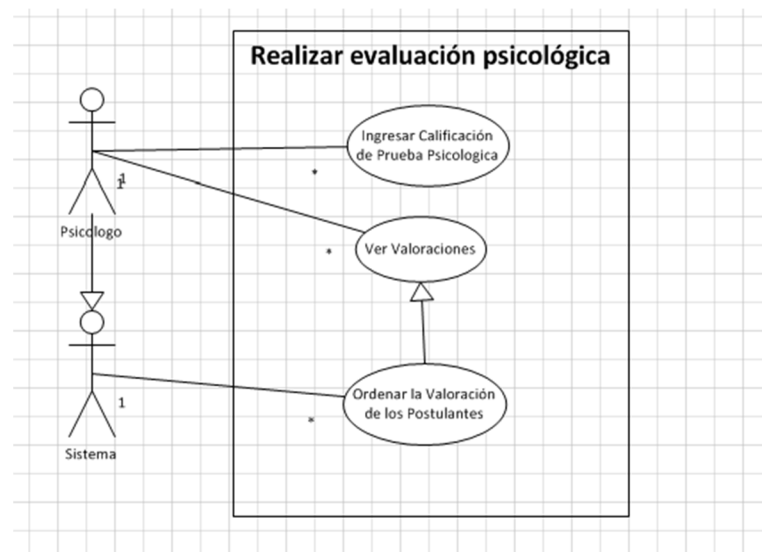 Realizar evaluación psicológica
Ingresar Calificación
de Prueba Psicologica
*
1
1
Psicologo
Ver Valoraciones
*
Ordenar la Valoración
de los Postulantes
1
*
Sistema